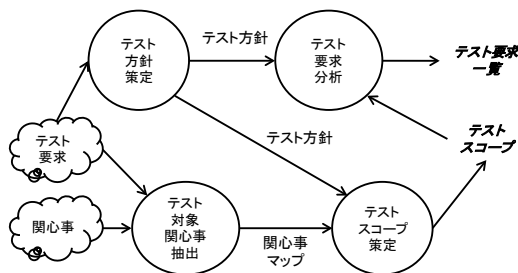 テスト
方針
策定
テスト方針
テスト
要求
分析
テスト要求
一覧
テスト
要求
テスト方針
テスト
スコープ
関心事
テスト
対象
関心事
抽出
関心事
マップ
テスト
スコープ
策定